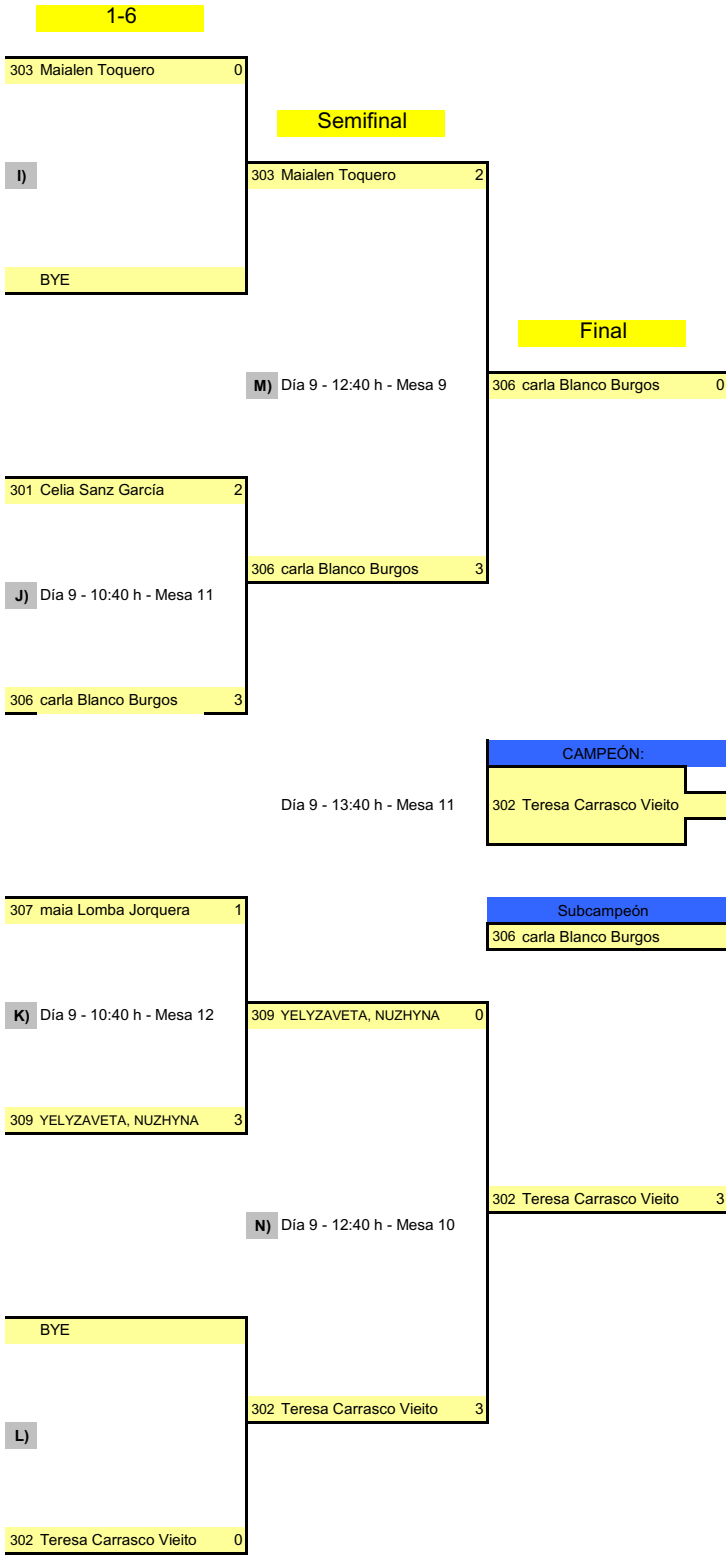 1-6
303 Maialen Toquero 0
Semifinal
I)
303 Maialen Toquero 2
BYE
Final
M) Día 9 - 12:40 h - Mesa 9
306 carla Blanco Burgos 0
301 Celia Sanz García 2
306 carla Blanco Burgos 3
J) Día 9 - 10:40 h - Mesa 11
306 carla Blanco Burgos 3
CAMPEÓN:
Día 9 - 13:40 h - Mesa 11
302 Teresa Carrasco Vieito
307 maia Lomba Jorquera 1
Subcampeón
306 carla Blanco Burgos
K) Día 9 - 10:40 h - Mesa 12
309 YELYZAVETA, NUZHYNA 0
309 YELYZAVETA, NUZHYNA 3
302 Teresa Carrasco Vieito 3
N) Día 9 - 12:40 h - Mesa 10
BYE
302 Teresa Carrasco Vieito 3
L)
302 Teresa Carrasco Vieito 0